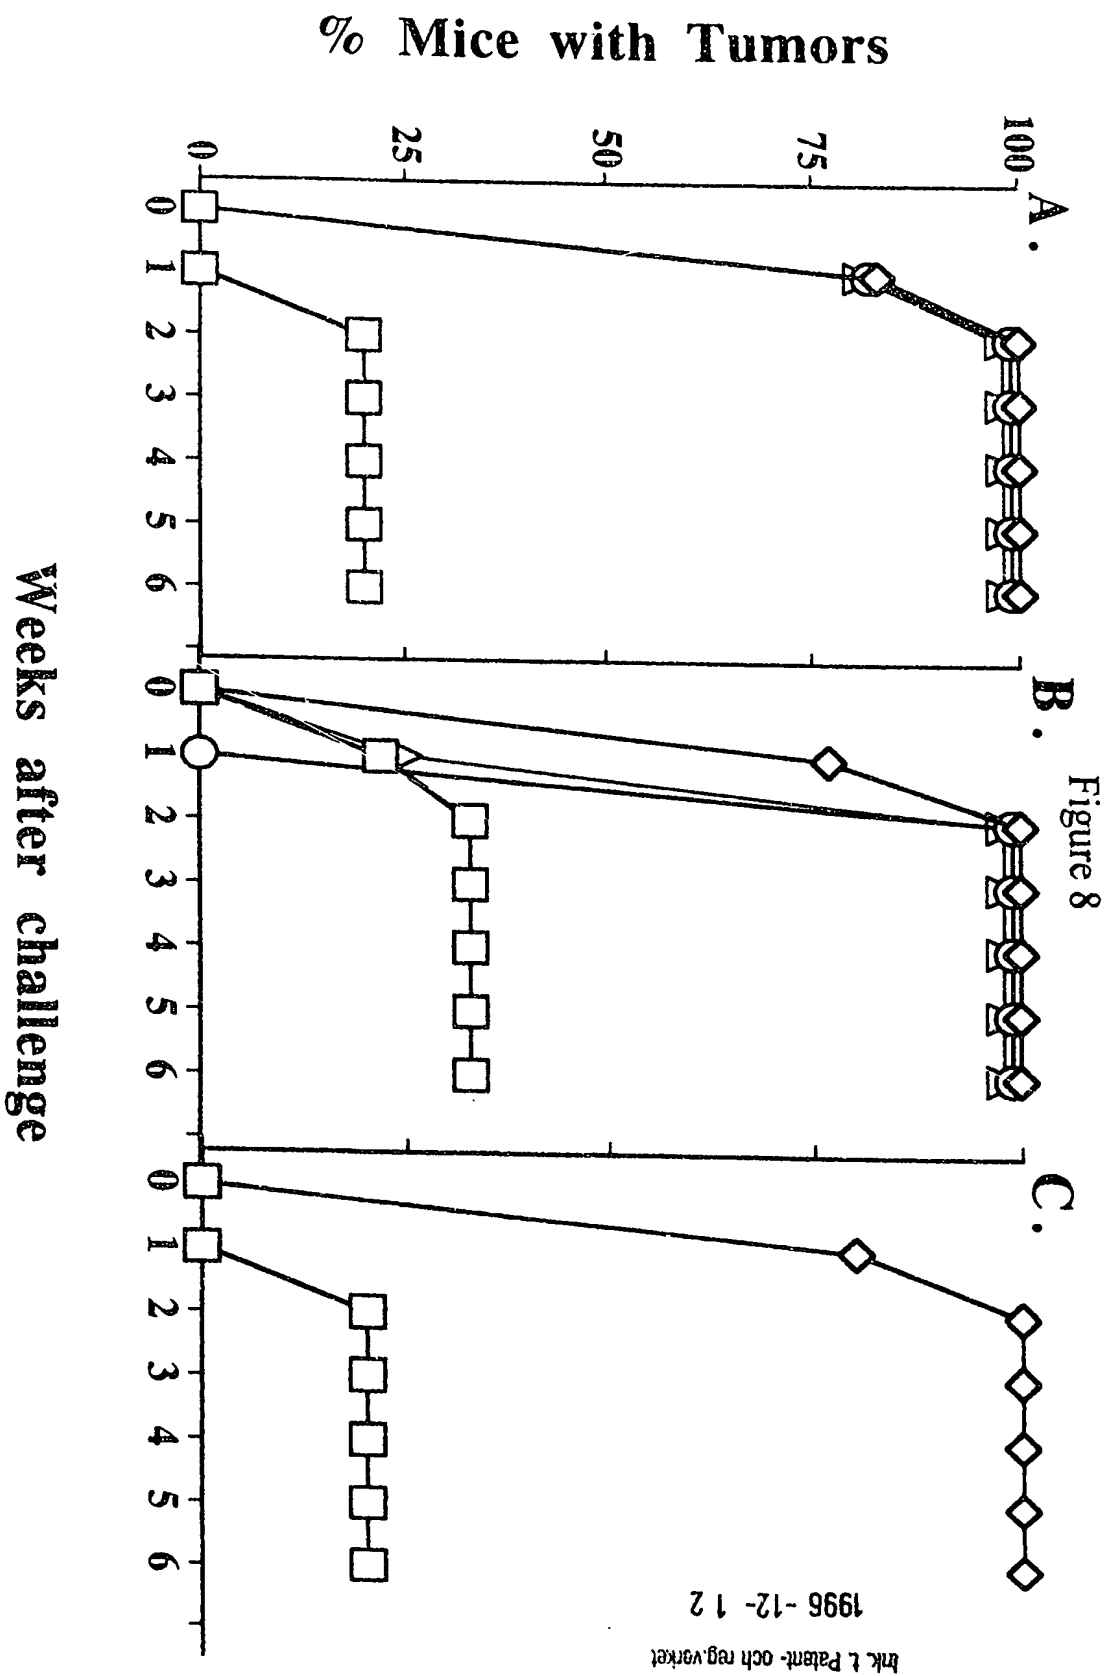 Figure 8
A.
B.
C.
% Mice with Tumors
100
75
50
25
0
0 1 2 3 4 5 6
0 1 2 3 4 5 6
0 1 2 3 4 5 6
Weeks after challenge
Ink. t. Patent- och reg.verket
1996 -12- 12